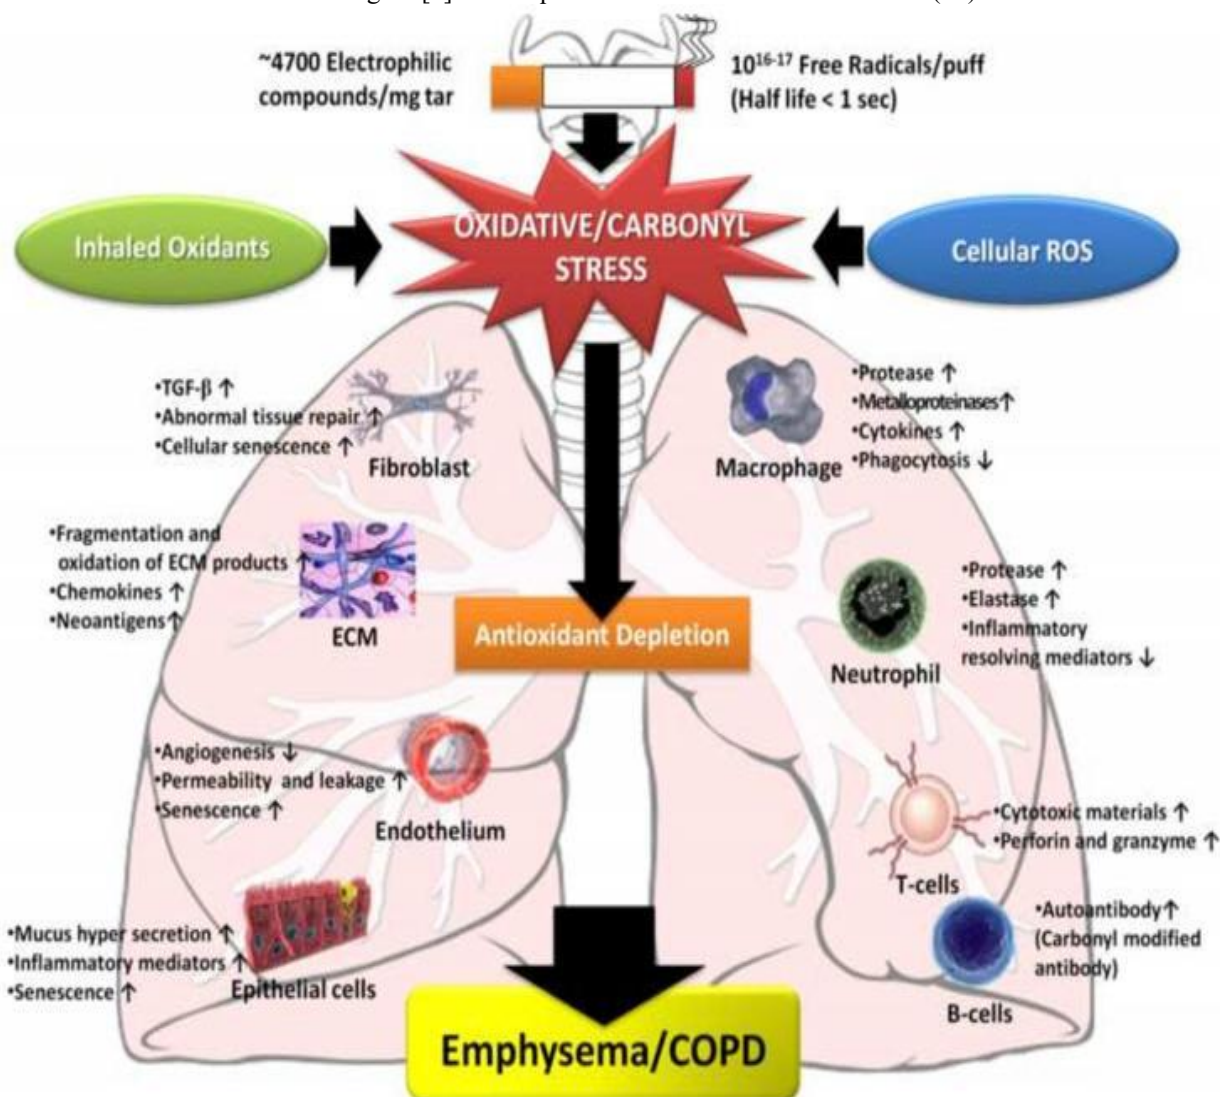 ~4700 Electrophilic
compounds/mg tar
10¹⁶⁻¹⁷ Free Radicals/puff
(Half life < 1 sec)
Inhaled Oxidants
OXIDATIVE/CARBONYL
STRESS
Cellular ROS
•TGF-β ↑
•Abnormal tissue repair ↑
•Cellular senescence ↑
Fibroblast
•Protease ↑
•Metalloproteinases↑
•Cytokines ↑
•Phagocytosis ↓
Macrophage
•Fragmentation and
oxidation of ECM products ↑
•Chemokines ↑
•Neoantigens↑
ECM
Antioxidant Depletion
•Protease ↑
•Elastase ↑
•Inflammatory
resolving mediators ↓
Neutrophil
•Angiogenesis ↓
•Permeability and leakage ↑
•Senescence ↑
Endothelium
•Cytotoxic materials ↑
•Perforin and granzyme ↑
T-cells
•Mucus hyper secretion ↑
•Inflammatory mediators ↑
•Senescence ↑
Epithelial cells
•Autoantibody↑
(Carbonyl modified
antibody)
B-cells
Emphysema/COPD